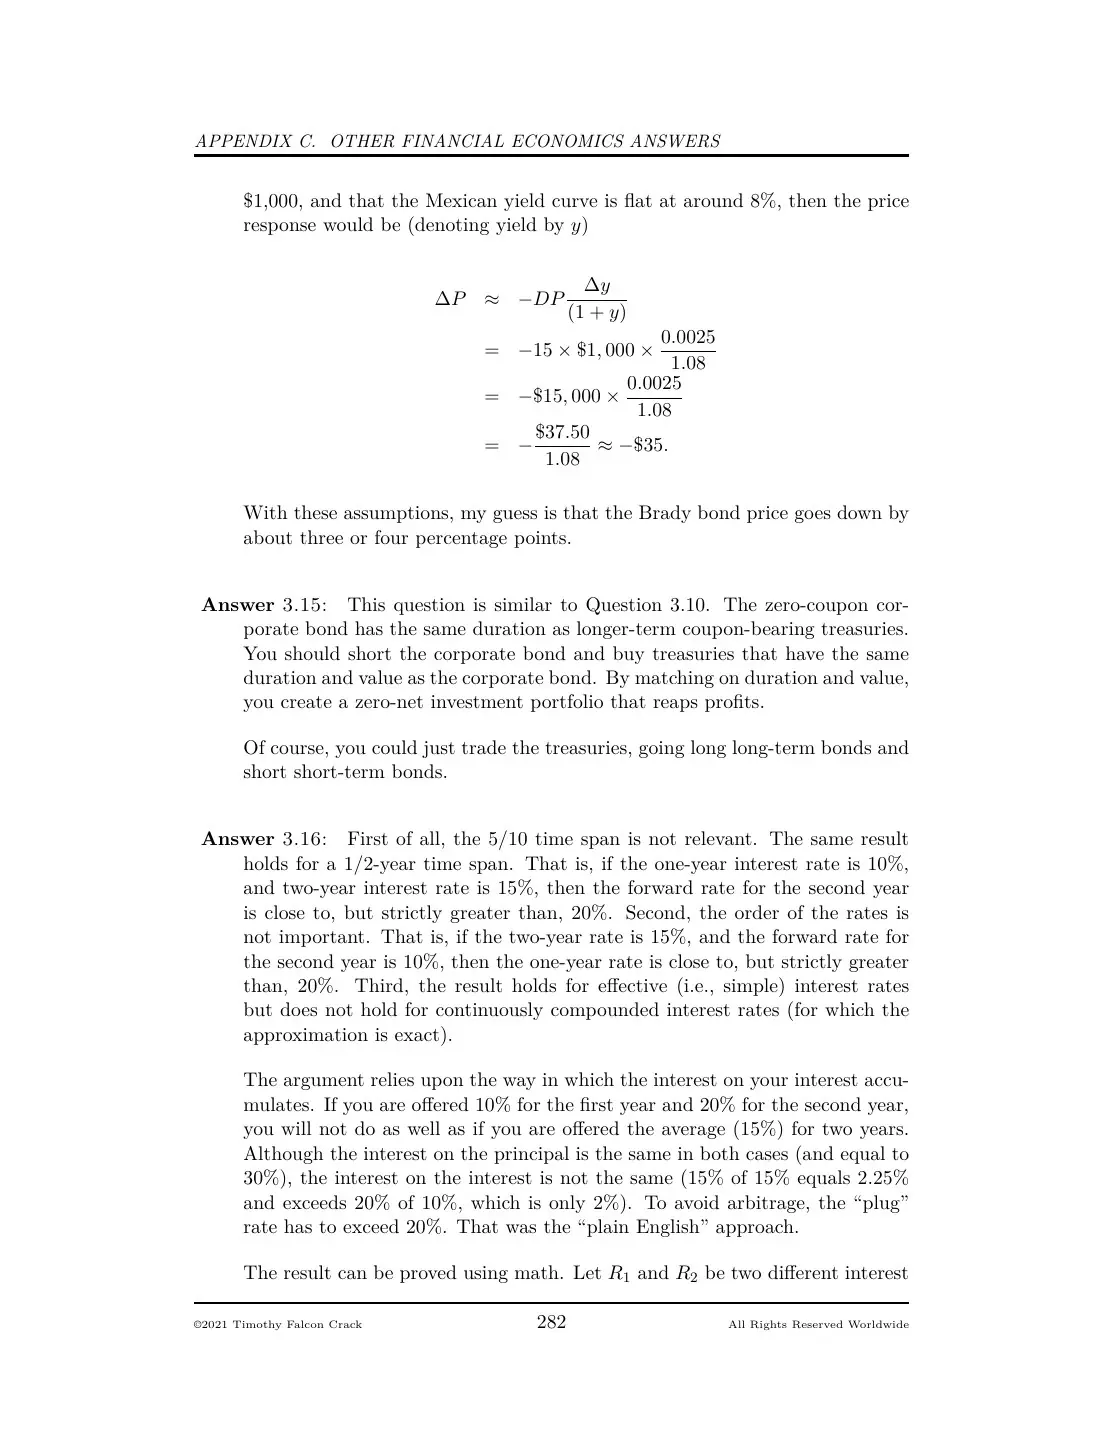 APPENDIX C. OTHER FINANCIAL ECONOMICS ANSWERS
$1,000, and that the Mexican yield curve is flat at around 8%, then the price
response would be (denoting yield by y)
ΔP ≈ −DP Δy/(1 + y)
= −15 × $1,000 × 0.0025/1.08
= −$15,000 × 0.0025/1.08
= −$37.50/1.08 ≈ −$35.
With these assumptions, my guess is that the Brady bond price goes down by
about three or four percentage points.
Answer 3.15: This question is similar to Question 3.10. The zero-coupon cor-
porate bond has the same duration as longer-term coupon-bearing treasuries.
You should short the corporate bond and buy treasuries that have the same
duration and value as the corporate bond. By matching on duration and value,
you create a zero-net investment portfolio that reaps profits.
Of course, you could just trade the treasuries, going long long-term bonds and
short short-term bonds.
Answer 3.16: First of all, the 5/10 time span is not relevant. The same result
holds for a 1/2-year time span. That is, if the one-year interest rate is 10%,
and two-year interest rate is 15%, then the forward rate for the second year
is close to, but strictly greater than, 20%. Second, the order of the rates is
not important. That is, if the two-year rate is 15%, and the forward rate for
the second year is 10%, then the one-year rate is close to, but strictly greater
than, 20%. Third, the result holds for effective (i.e., simple) interest rates
but does not hold for continuously compounded interest rates (for which the
approximation is exact).
The argument relies upon the way in which the interest on your interest accu-
mulates. If you are offered 10% for the first year and 20% for the second year,
you will not do as well as if you are offered the average (15%) for two years.
Although the interest on the principal is the same in both cases (and equal to
30%), the interest on the interest is not the same (15% of 15% equals 2.25%
and exceeds 20% of 10%, which is only 2%). To avoid arbitrage, the “plug”
rate has to exceed 20%. That was the “plain English” approach.
The result can be proved using math. Let R₁ and R₂ be two different interest
©2021 Timothy Falcon Crack 282 All Rights Reserved Worldwide